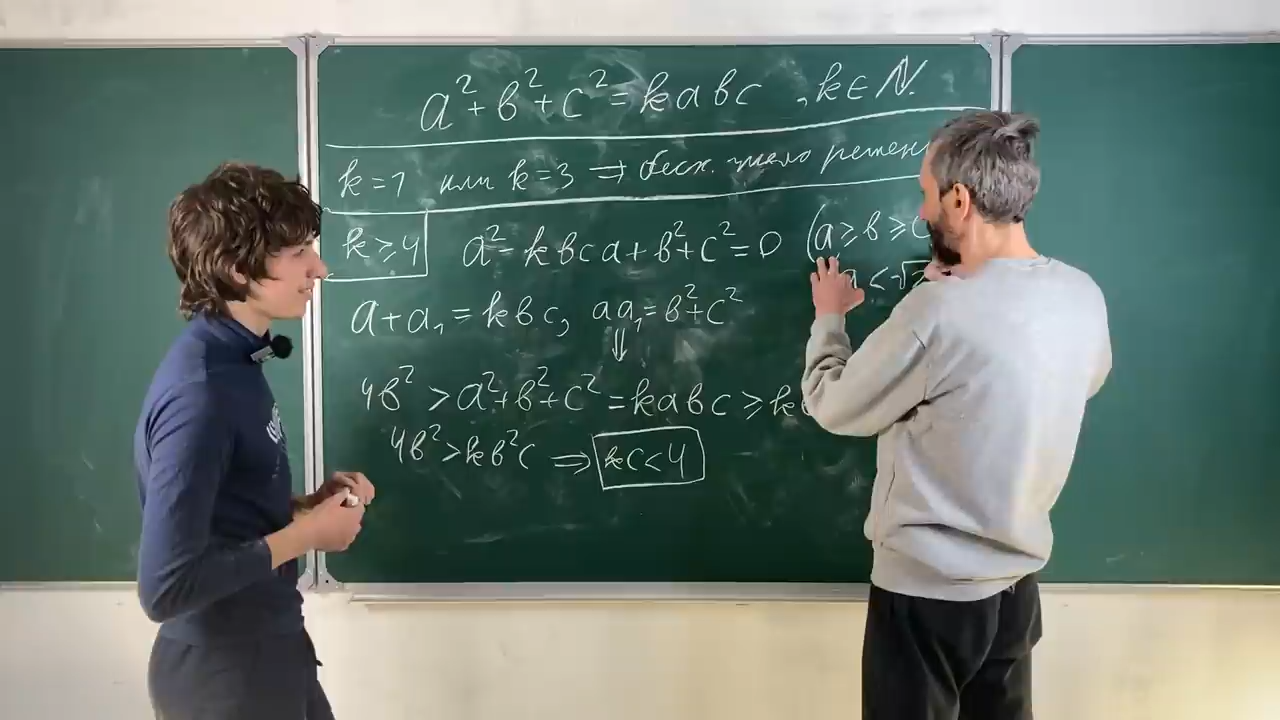 a²+b²+c²=kabc, k∈ℕ.
k=1 или k=3 ⇒ беск. число решен
k≥4 a²-kbca+b²+c²=0 (a≥b≥c
a<√
a+a₁=kbc, aa₁=b²+c²
⇓
4b²>a²+b²+c²=kabc≥k
4b²>kb²c ⇒ kc<4